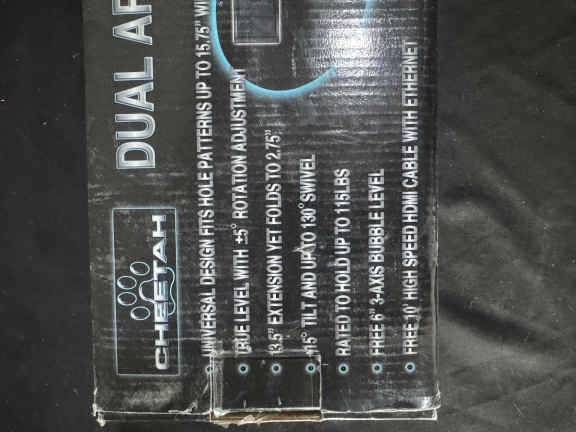 CHEETAH
DUAL AR
UNIVERSAL DESIGN FITS HOLE PATTERNS UP TO 15.75" WI
TRUE LEVEL WITH ±5° ROTATION ADJUSTMENT
13.5" EXTENSION YET FOLDS TO 2.75"
15° TILT AND UP TO 130° SWIVEL
RATED TO HOLD UP TO 115LBS
FREE 6" 3-AXIS BUBBLE LEVEL
FREE 10' HIGH SPEED HDMI CABLE WITH ETHERNET